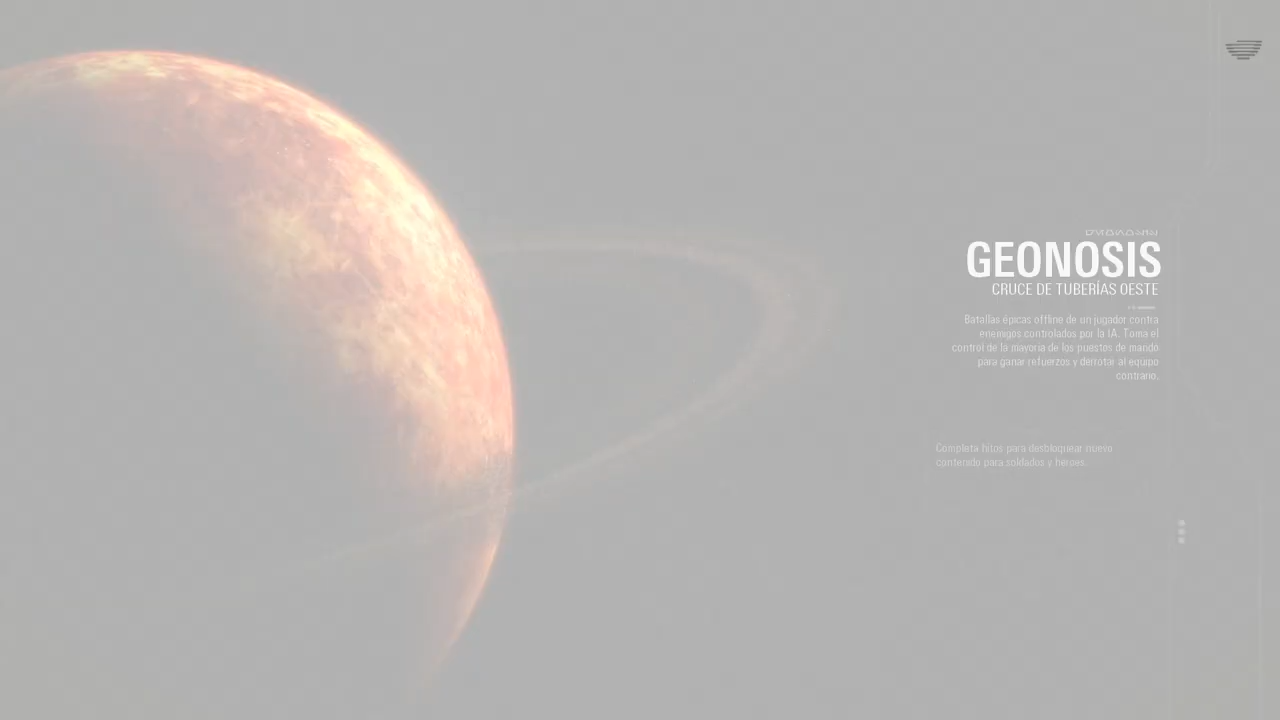 GEONOSIS
CRUCE DE TUBERÍAS OESTE
Batallas épicas offline de un jugador contra
enemigos controlados por la IA. Toma el
control de la mayoría de los puestos de mando
para ganar refuerzos y derrotar al equipo
contrario.
Completa hitos para desbloquear nuevo
contenido para soldados y héroes.